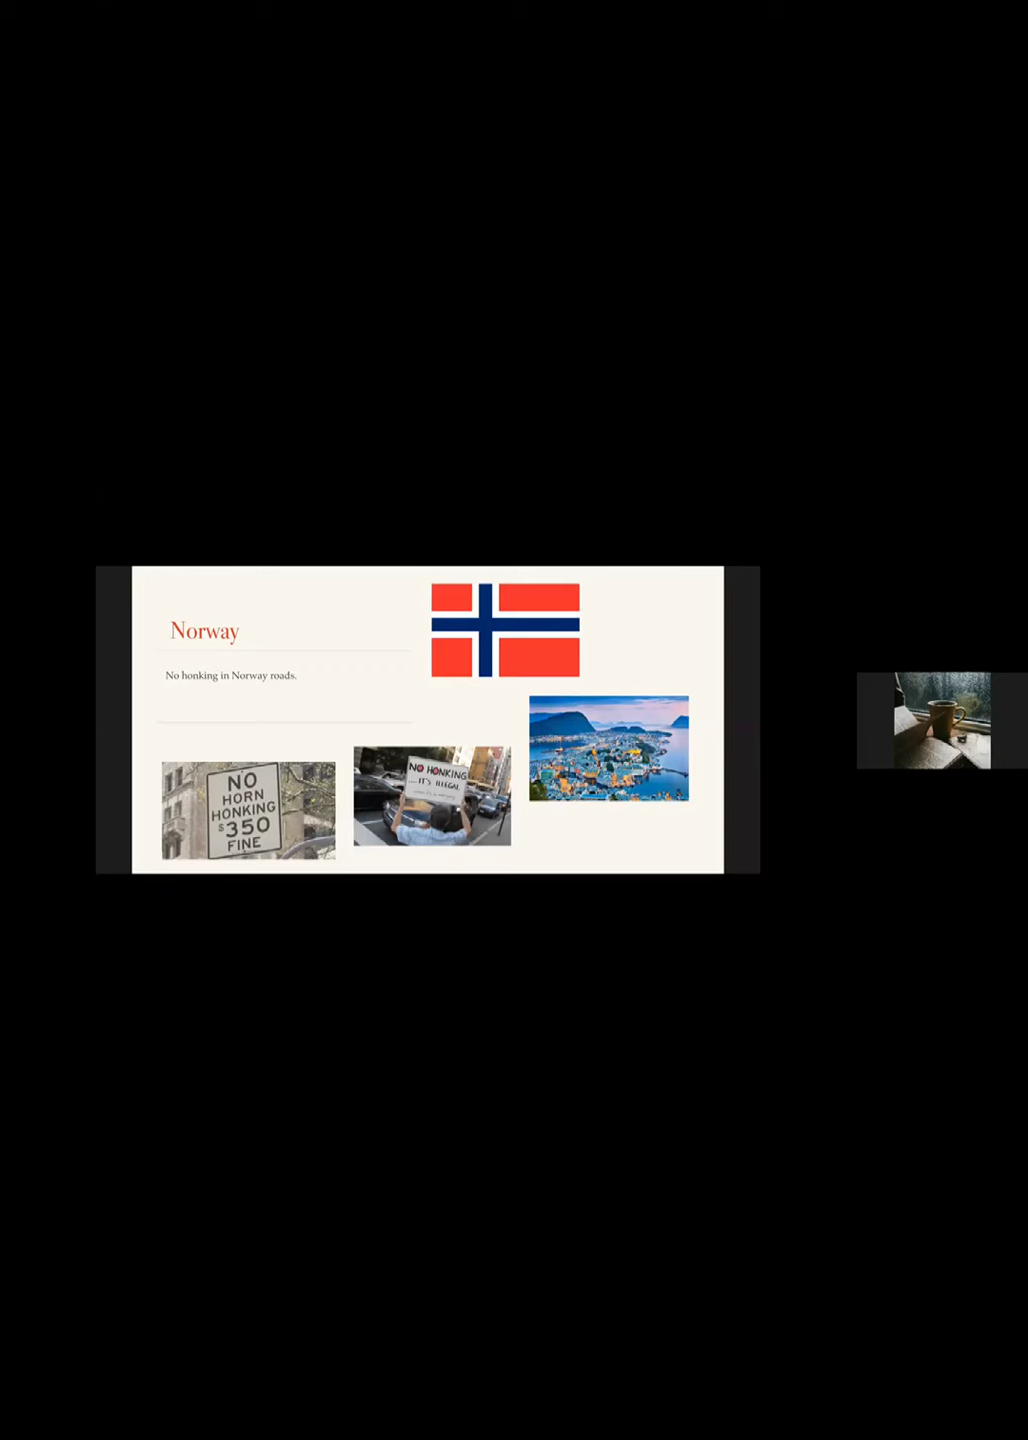 Norway
No honking in Norway roads.
NO
HORN
HONKING
$350
FINE
NO HONKING
... IT'S ILLEGAL